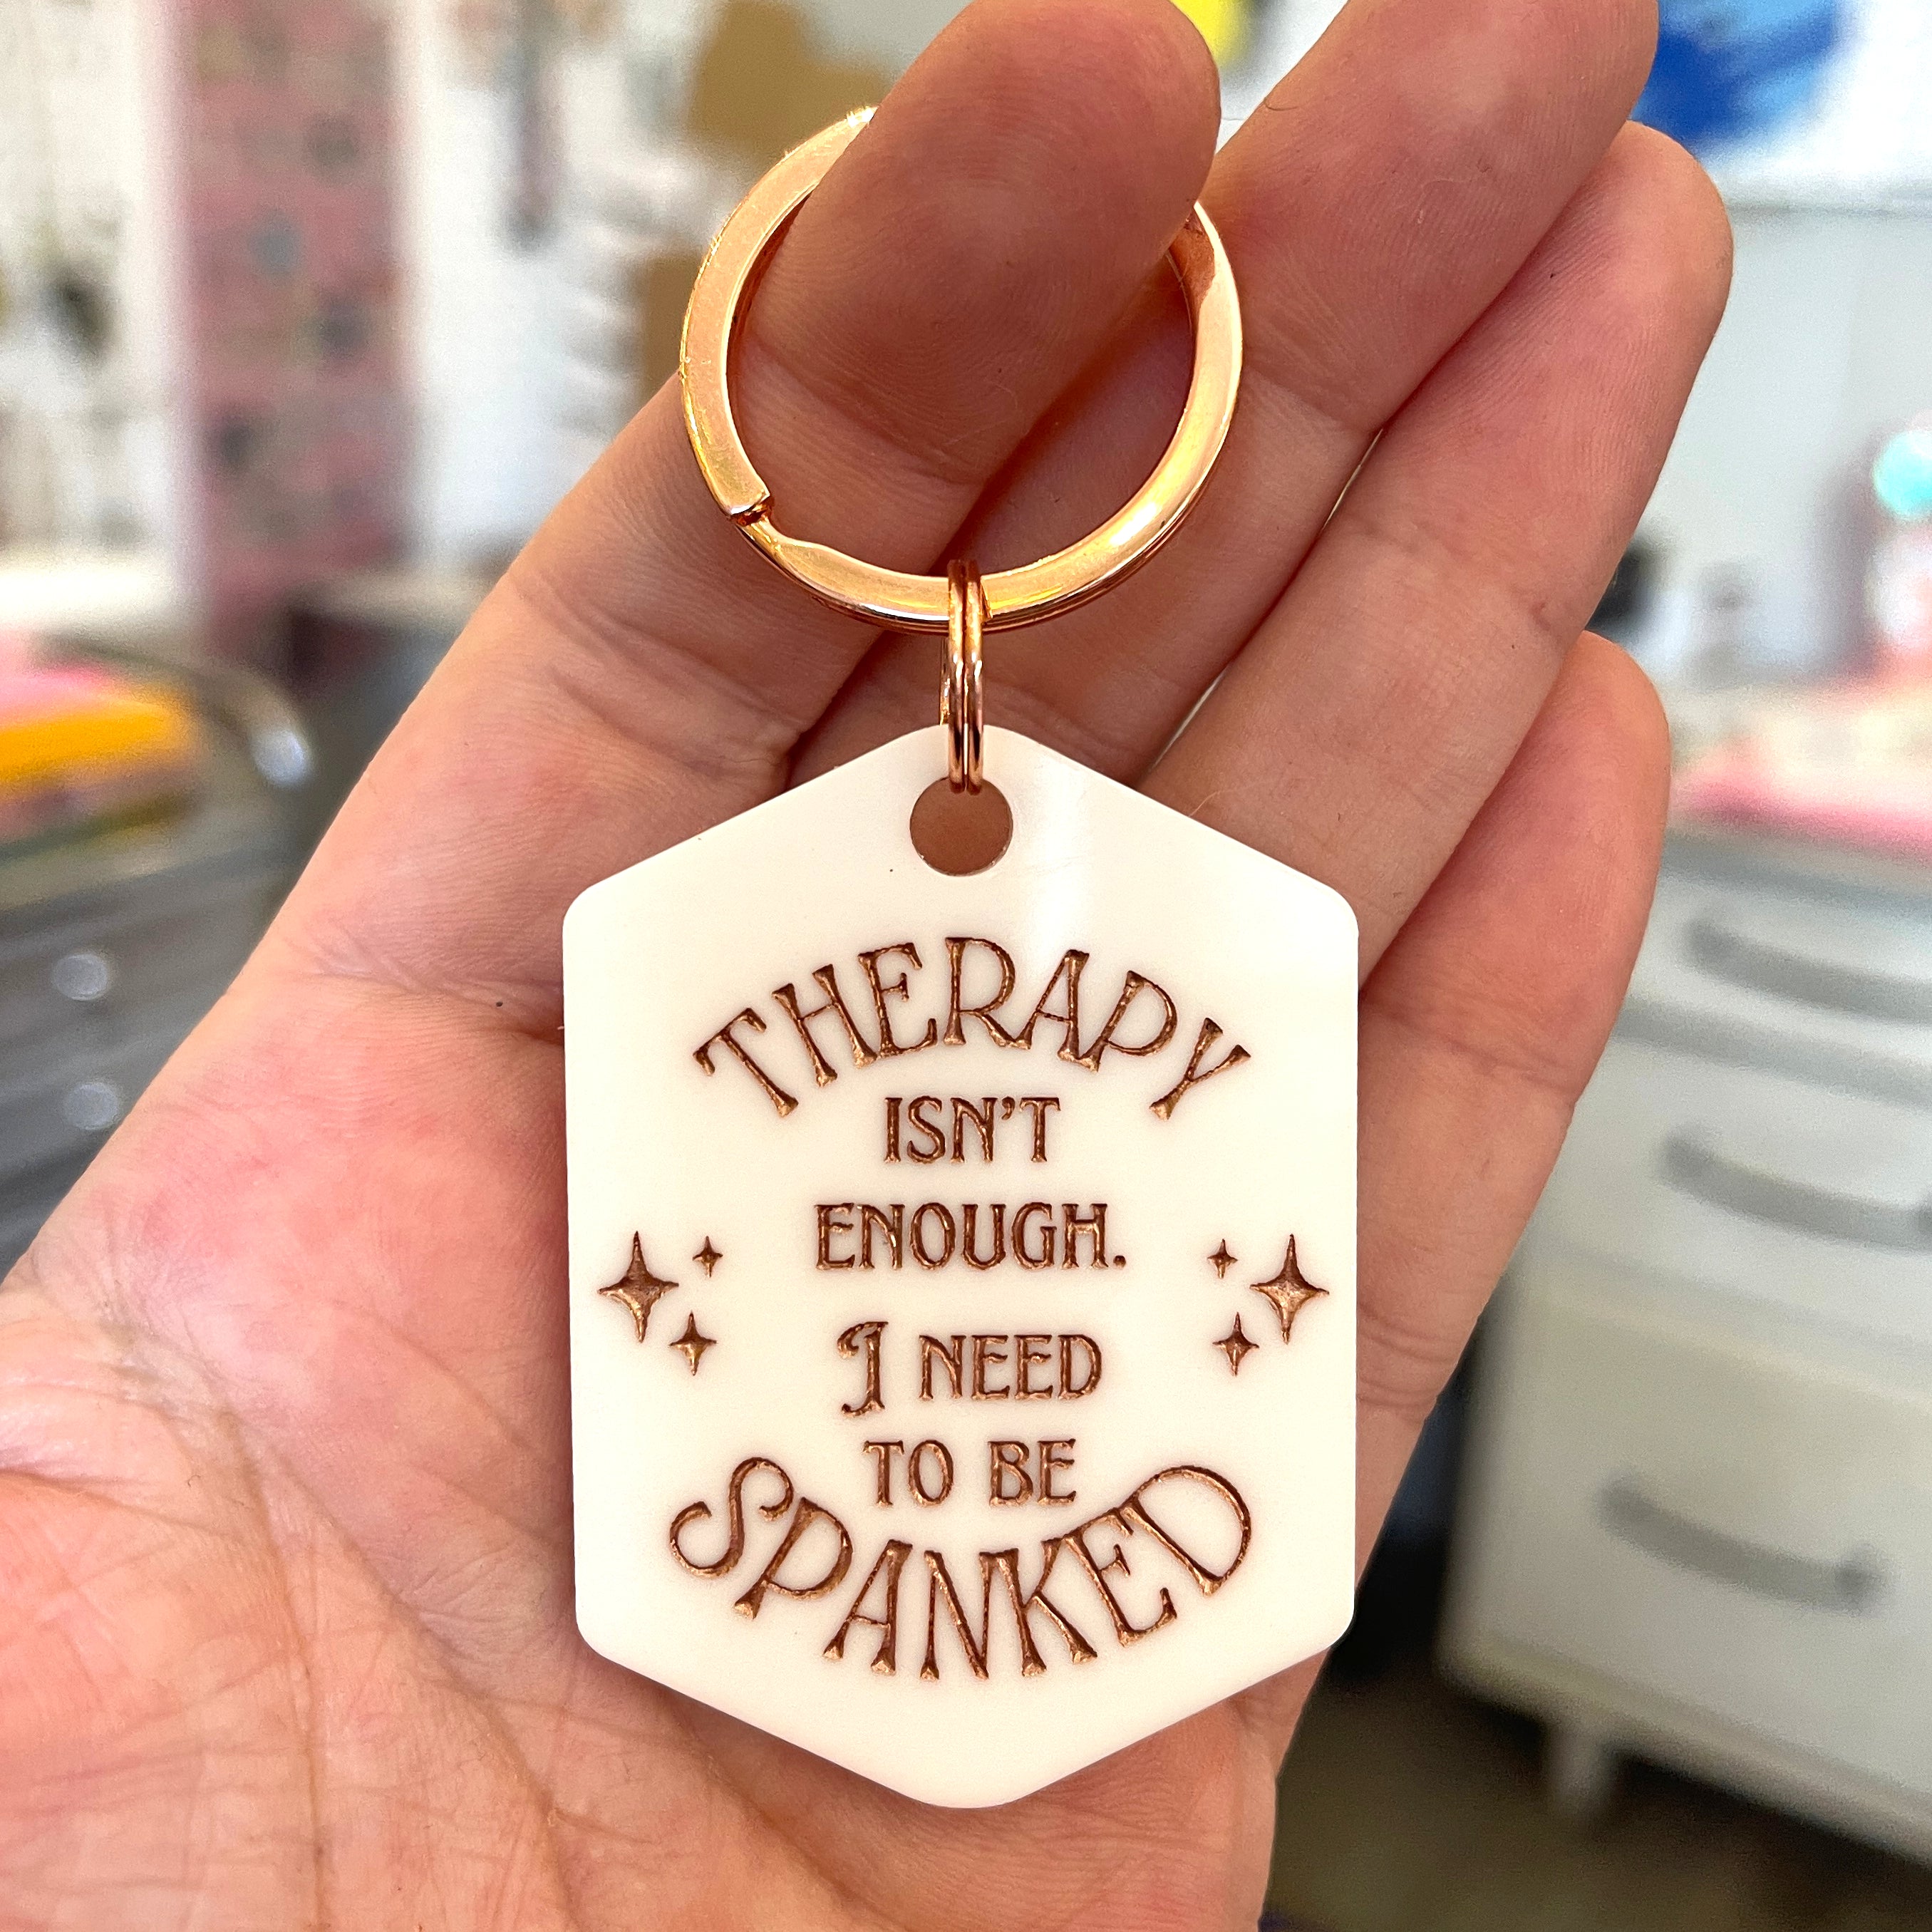 THERAPY
ISN'T
ENOUGH.
I NEED
TO BE
SPANKED